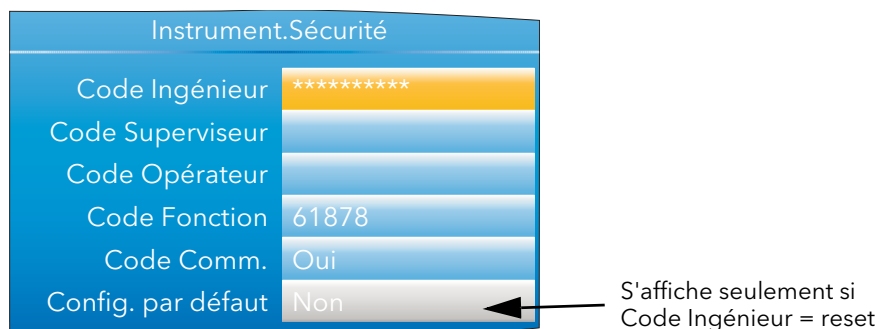 Instrument.Sécurité
Code Ingénieur **********
Code Superviseur
Code Opérateur
Code Fonction 61878
Code Comm. Oui
Config. par défaut Non
S'affiche seulement si
Code Ingénieur = reset